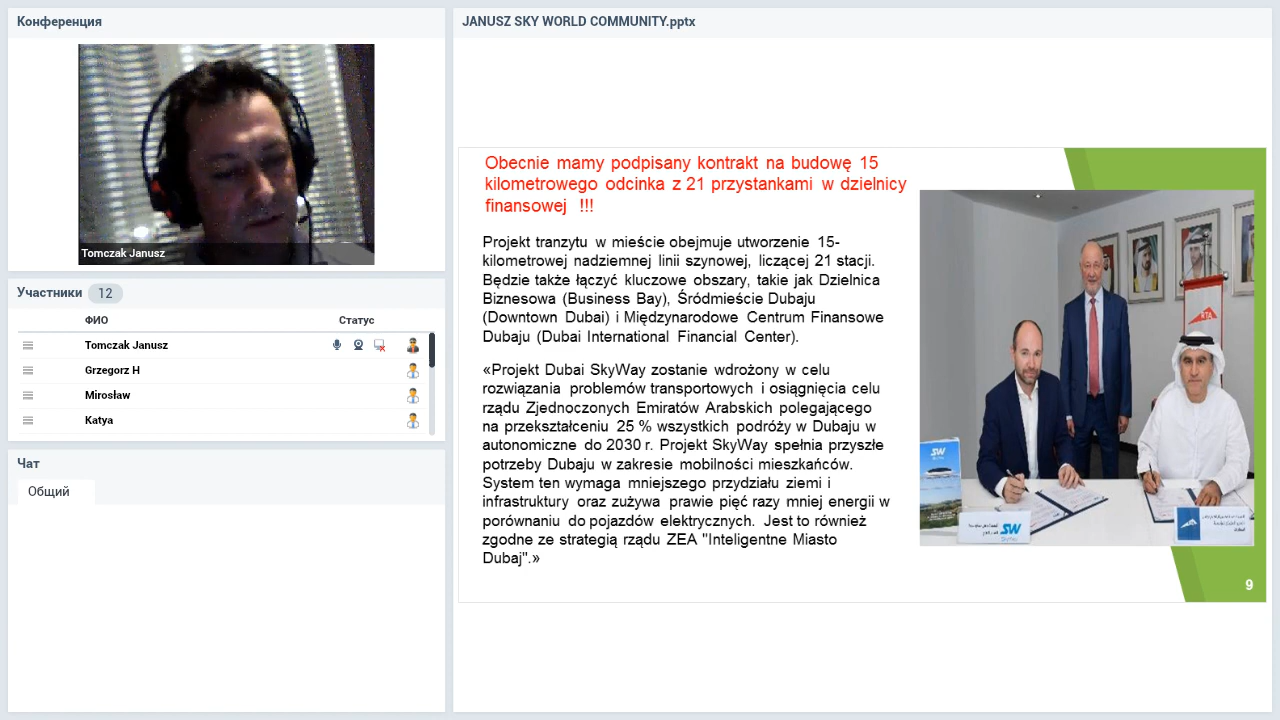 Конференция
Tomczak Janusz
Участники 12
ФИО Статус
Tomczak Janusz
Grzegorz H
Mirosław
Katya
Чат
Общий
JANUSZ SKY WORLD COMMUNITY.pptx
Obecnie mamy podpisany kontrakt na budowę 15
kilometrowego odcinka z 21 przystankami w dzielnicy
finansowej !!!
Projekt tranzytu w mieście obejmuje utworzenie 15-
kilometrowej nadziemnej linii szynowej, liczącej 21 stacji.
Będzie także łączyć kluczowe obszary, takie jak Dzielnica
Biznesowa (Business Bay), Śródmieście Dubaju
(Downtown Dubai) i Międzynarodowe Centrum Finansowe
Dubaju (Dubai International Financial Center).
«Projekt Dubai SkyWay zostanie wdrożony w celu
rozwiązania problemów transportowych i osiągnięcia celu
rządu Zjednoczonych Emiratów Arabskich polegającego
na przekształceniu 25 % wszystkich podróży w Dubaju w
autonomiczne do 2030 r. Projekt SkyWay spełnia przyszłe
potrzeby Dubaju w zakresie mobilności mieszkańców.
System ten wymaga mniejszego przydziału ziemi i
infrastruktury oraz zużywa prawie pięć razy mniej energii w
porównaniu do pojazdów elektrycznych. Jest to również
zgodne ze strategią rządu ZEA "Inteligentne Miasto
Dubaj".»
SW
SW
SkyWay
RTA
9